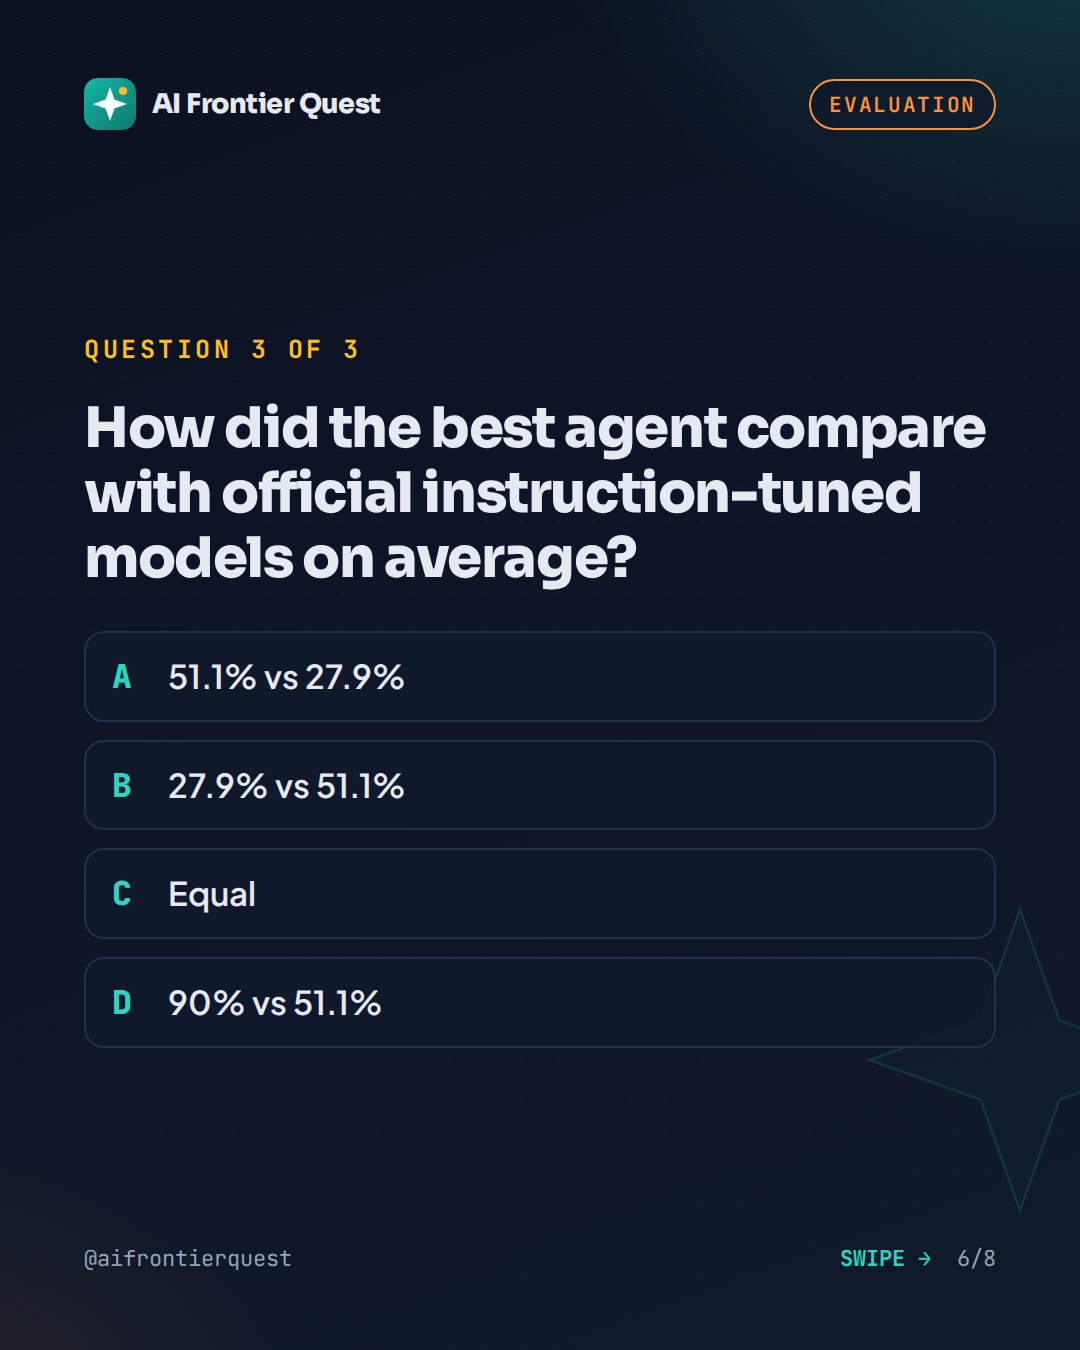 AI Frontier Quest
EVALUATION
QUESTION 3 OF 3
How did the best agent compare
with official instruction-tuned
models on average?
A 51.1% vs 27.9%
B 27.9% vs 51.1%
C Equal
D 90% vs 51.1%
@aifrontierquest
SWIPE → 6/8